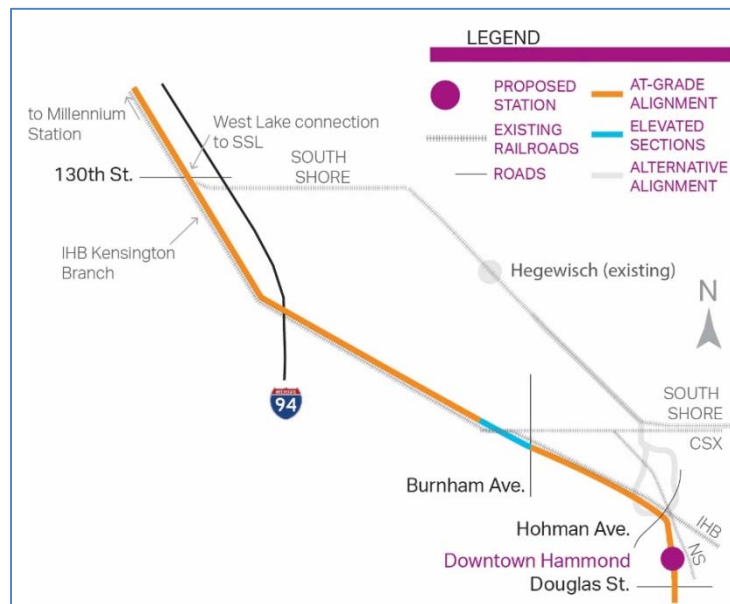 LEGEND
PROPOSED
STATION
AT-GRADE
ALIGNMENT
EXISTING
RAILROADS
ELEVATED
SECTIONS
ROADS
ALTERNATIVE
ALIGNMENT
to Millennium
Station
West Lake connection
to SSL
130th St.
SOUTH
SHORE
IHB Kensington
Branch
Hegewisch (existing)
N
94
SOUTH
SHORE
CSX
Burnham Ave.
Hohman Ave.
IHB
NS
Downtown Hammond
Douglas St.